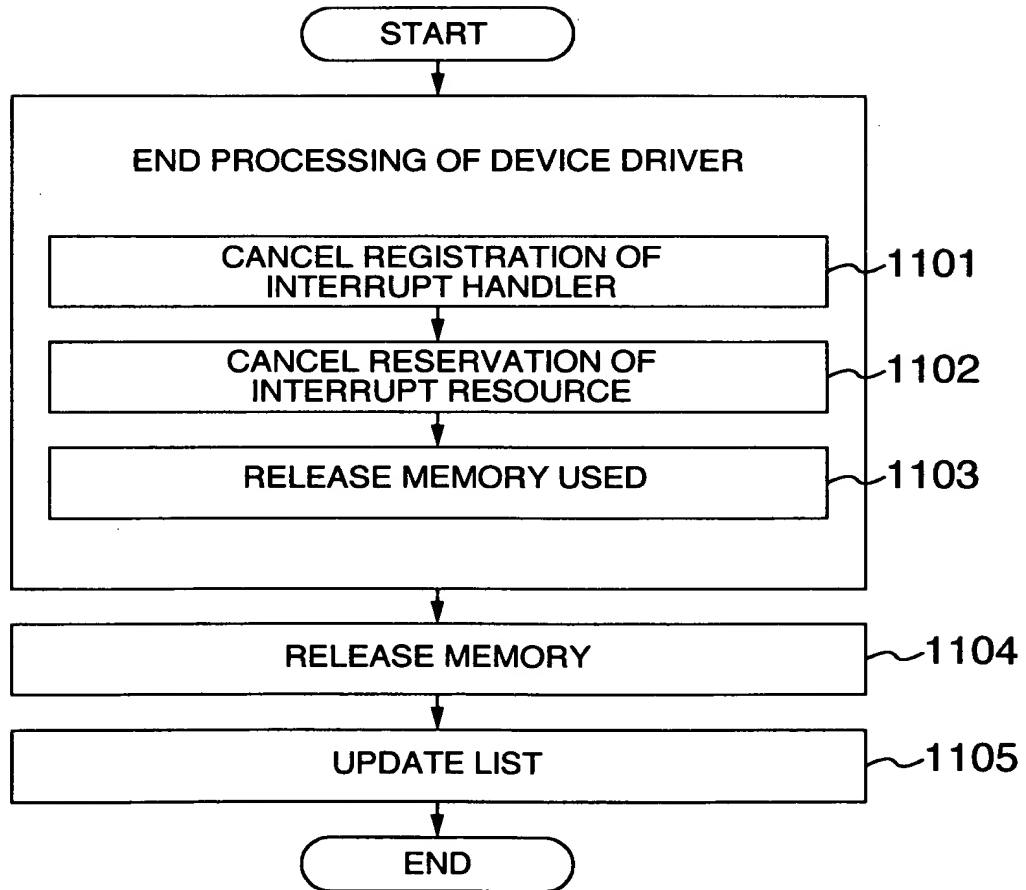 START
END PROCESSING OF DEVICE DRIVER
CANCEL REGISTRATION OF
INTERRUPT HANDLER
1101
CANCEL RESERVATION OF
INTERRUPT RESOURCE
1102
RELEASE MEMORY USED
1103
RELEASE MEMORY
1104
UPDATE LIST
1105
END